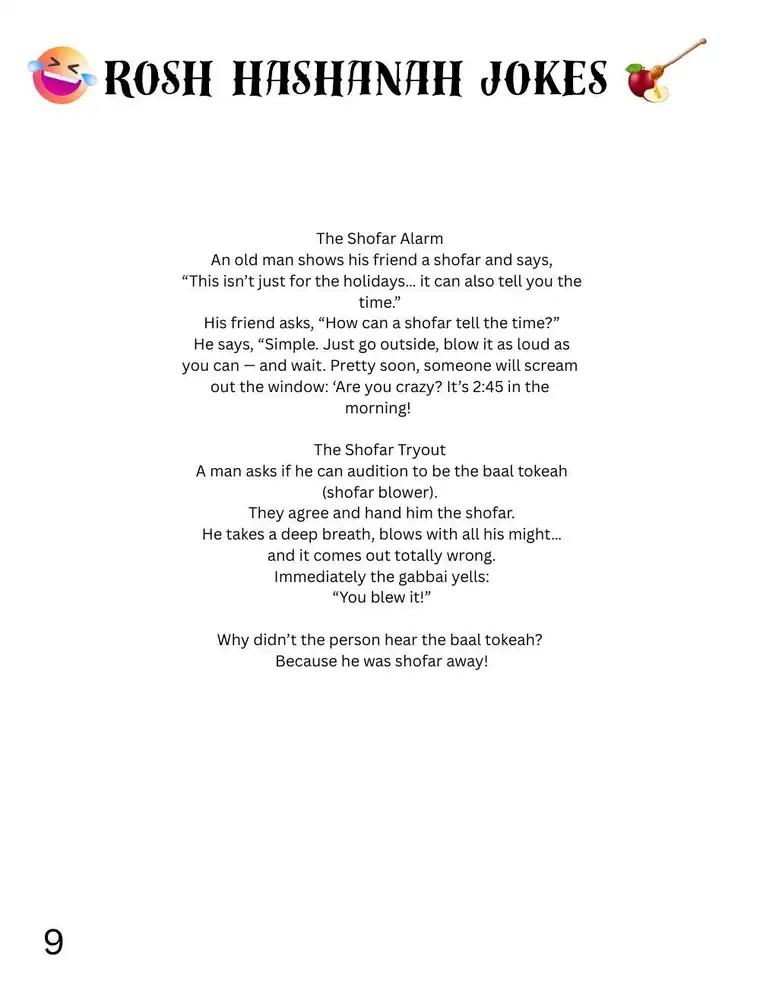 ROSH HASHANAH JOKES
The Shofar Alarm
An old man shows his friend a shofar and says,
“This isn’t just for the holidays… it can also tell you the
time.”
His friend asks, “How can a shofar tell the time?”
He says, “Simple. Just go outside, blow it as loud as
you can — and wait. Pretty soon, someone will scream
out the window: ‘Are you crazy? It’s 2:45 in the
morning!
The Shofar Tryout
A man asks if he can audition to be the baal tokeah
(shofar blower).
They agree and hand him the shofar.
He takes a deep breath, blows with all his might…
and it comes out totally wrong.
Immediately the gabbai yells:
“You blew it!”
Why didn’t the person hear the baal tokeah?
Because he was shofar away!
9